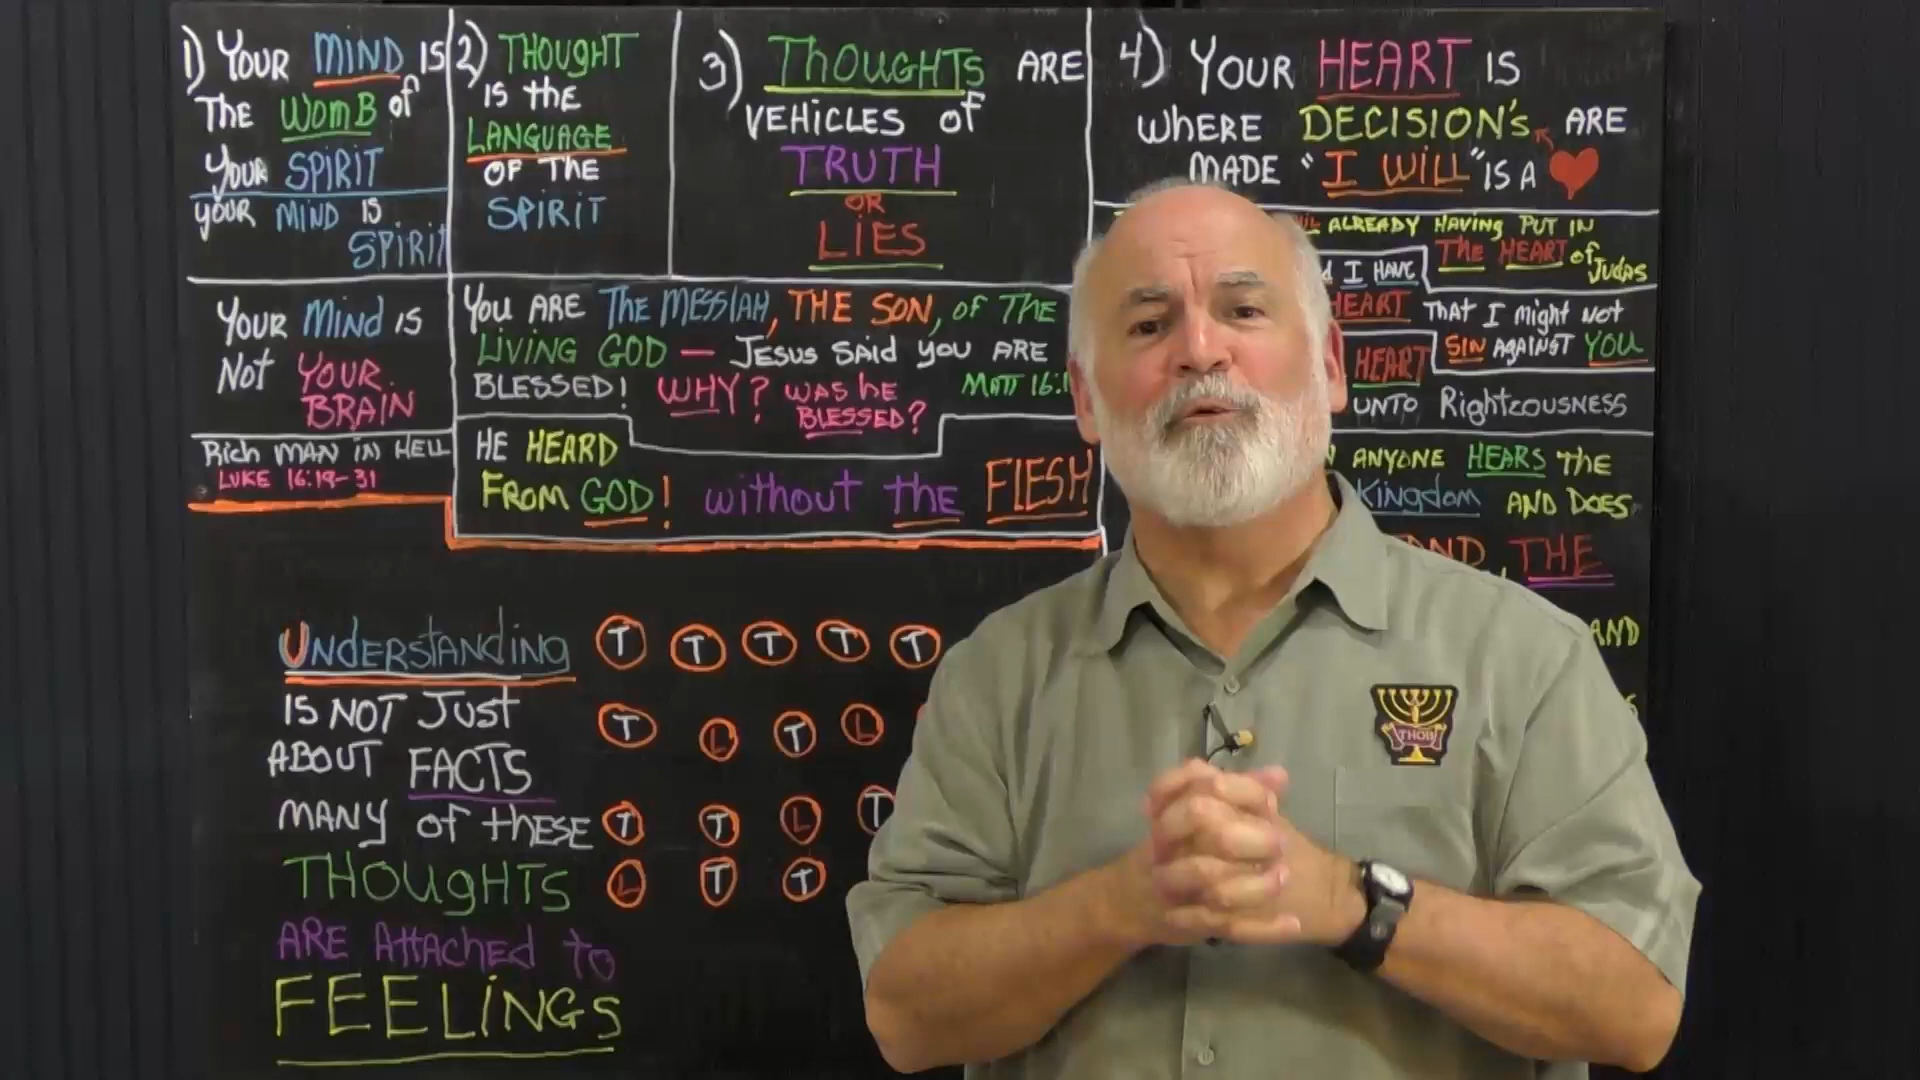 1) YOUR MIND IS
THE WOMB of
YOUR SPIRIT
YOUR MIND IS
SPIRIT
2) THOUGHT
IS the
LANGUAGE
OF THE
SPIRIT
3) THOUGHTS ARE
VEHICLES of
TRUTH
OR
LIES
4) YOUR HEART IS
WHERE DECISION'S ARE
MADE "I WILL" IS A
ALREADY HAVING PUT IN
THE HEART of
JUDAS
I HAVE
HEART THAT I might NOT
SIN AGAINST YOU
HEART
UNTO Righteousness
ANYONE HEARS THE
Kingdom AND DOES
THE
AND
YOUR MIND IS
Not YOUR
BRAIN
Rich MAN IN HELL
LUKE 16:19-31
YOU ARE THE MESSIAH, THE SON, of THE
LIVING GOD — JESUS SAID YOU ARE
BLESSED! WHY? WAS HE
BLESSED?
MATT
HE HEARD
FROM GOD! without the FLESH
UNDERSTANDING
IS NOT JUST
ABOUT FACTS
MANY of these
THOUGHTS
ARE Attached to
FEELINGS
T T T T T
T L T L
T T L T
L T T
THOB